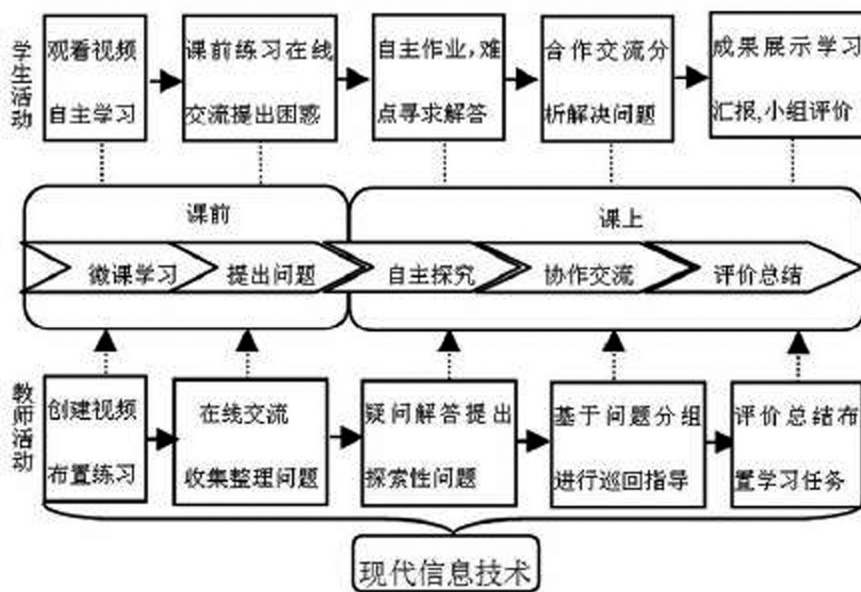 学生活动
观看视频
自主学习
课前练习在线
交流提出困惑
自主作业,难
点寻求解答
合作交流分
析解决问题
成果展示学习
汇报,小组评价
课前
课上
微课学习
提出问题
自主探究
协作交流
评价总结
教师活动
创建视频
布置练习
在线交流
收集整理问题
疑问解答提出
探索性问题
基于问题分组
进行巡回指导
评价总结布
置学习任务
现代信息技术